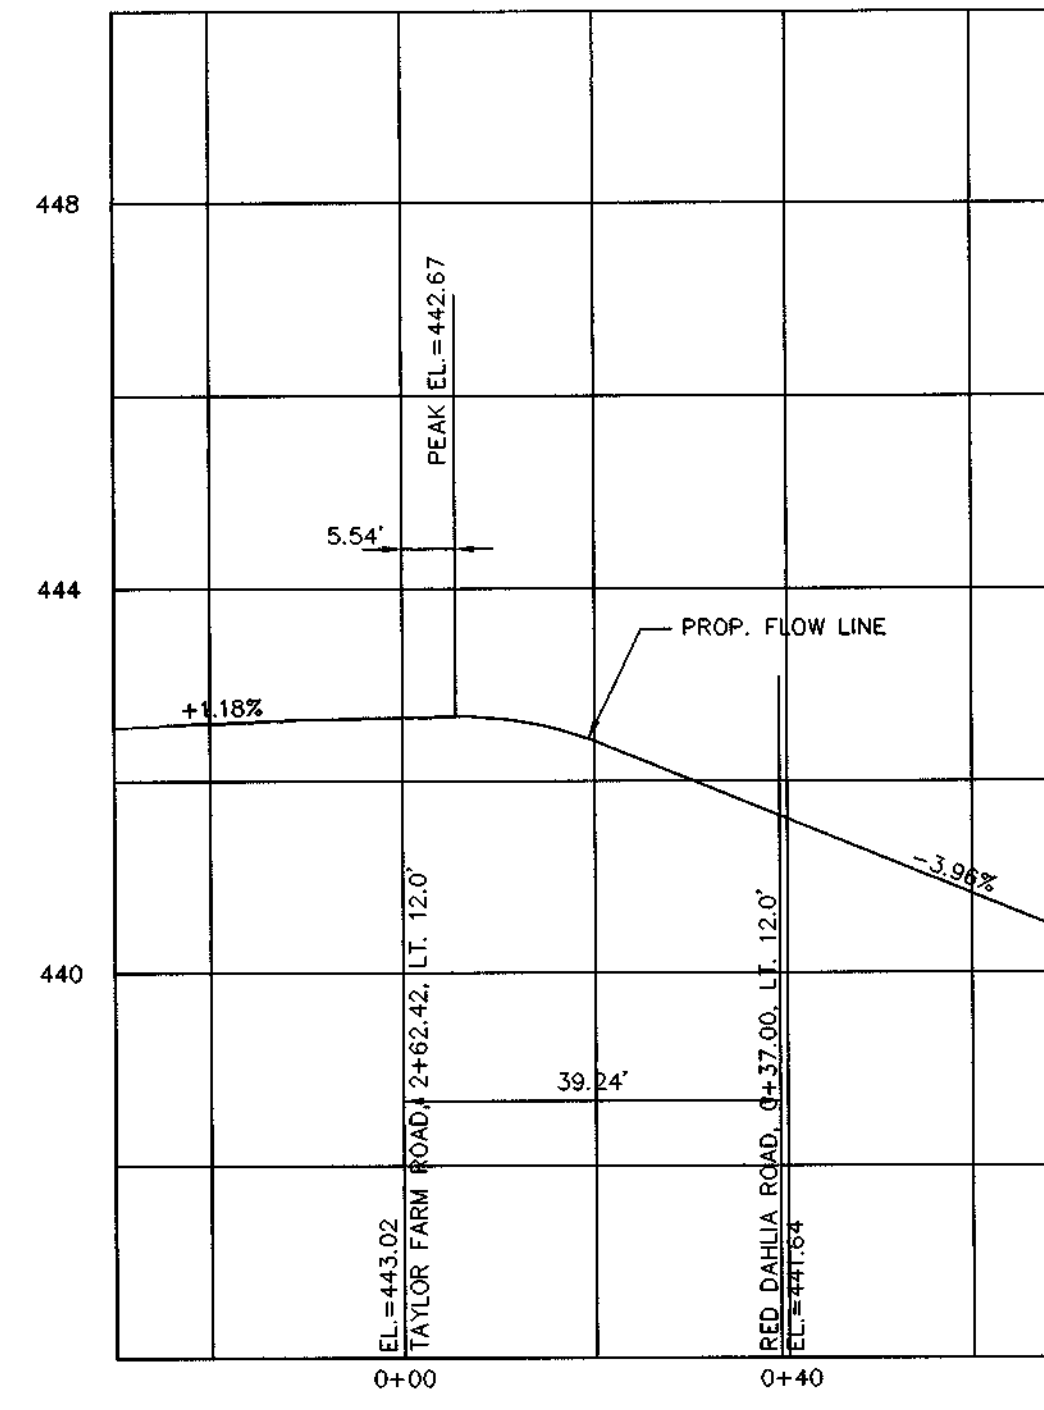 448
PEAK EL.=442.67
5.54'
444
PROP. FLOW LINE
+1.18%
-3.96%
440
39.24'
EL.=443.02
TAYLOR FARM ROAD, 2+62.42, LT. 12.0'
RED DAHLIA ROAD, 0+37.00, LT. 12.0'
EL.=441.64
0+00
0+40